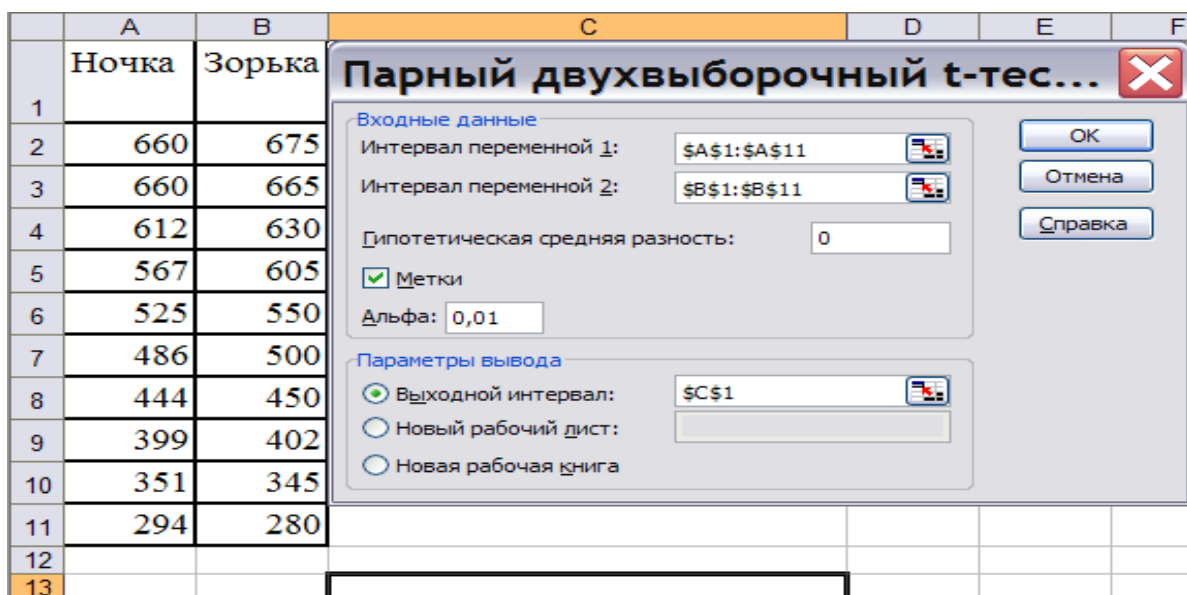 A B C D E F
1 Ночка Зорька
2 660 675
3 660 665
4 612 630
5 567 605
6 525 550
7 486 500
8 444 450
9 399 402
10 351 345
11 294 280
12
13
Парный двухвыборочный t-тес...
Входные данные
Интервал переменной 1: $A$1:$A$11
Интервал переменной 2: $B$1:$B$11
Гипотетическая средняя разность: 0
Метки
Альфа: 0,01
Параметры вывода
Выходной интервал: $C$1
Новый рабочий лист:
Новая рабочая книга
ОК
Отмена
Справка